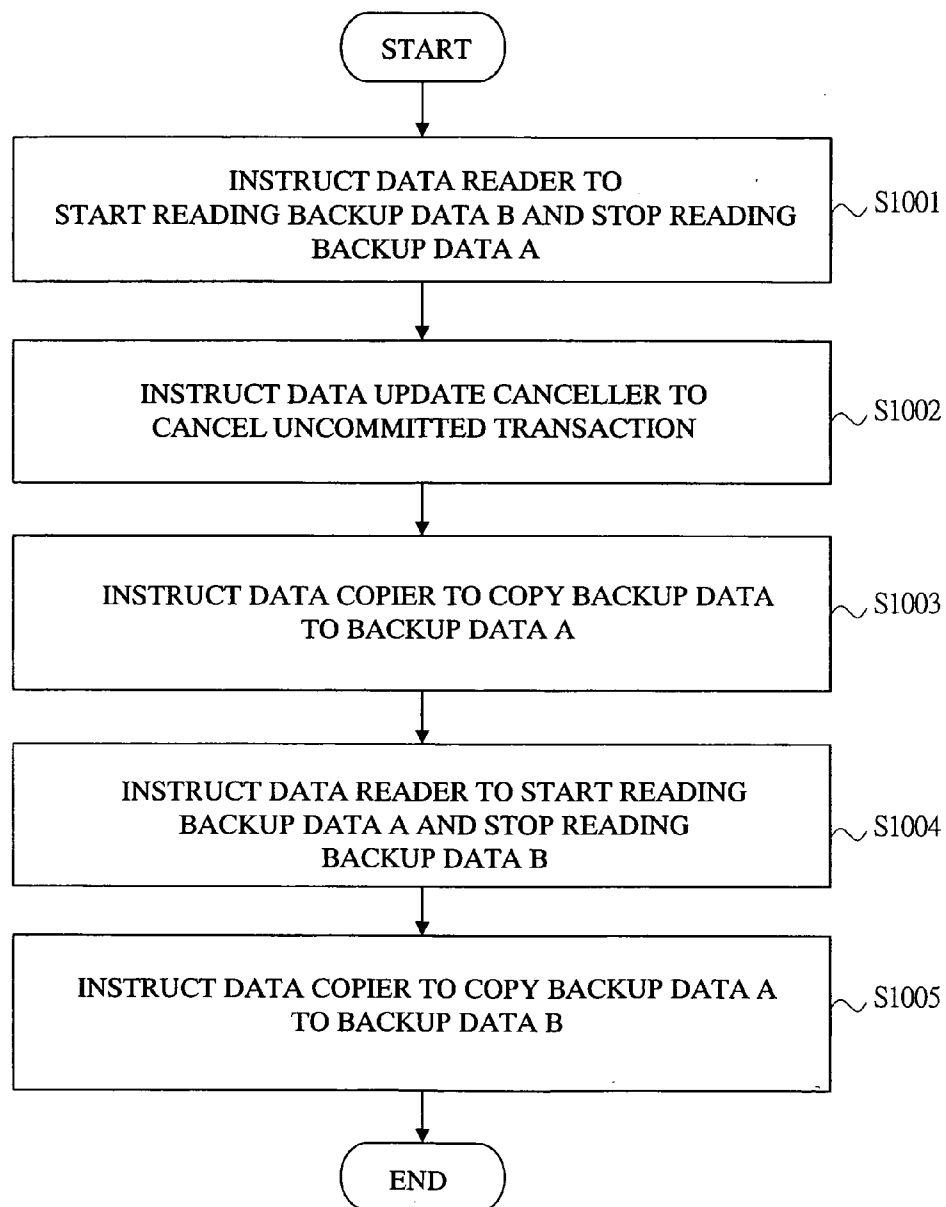 START
INSTRUCT DATA READER TO
START READING BACKUP DATA B AND STOP READING
BACKUP DATA A
S1001
INSTRUCT DATA UPDATE CANCELLER TO
CANCEL UNCOMMITTED TRANSACTION
S1002
INSTRUCT DATA COPIER TO COPY BACKUP DATA
TO BACKUP DATA A
S1003
INSTRUCT DATA READER TO START READING
BACKUP DATA A AND STOP READING
BACKUP DATA B
S1004
INSTRUCT DATA COPIER TO COPY BACKUP DATA A
TO BACKUP DATA B
S1005
END